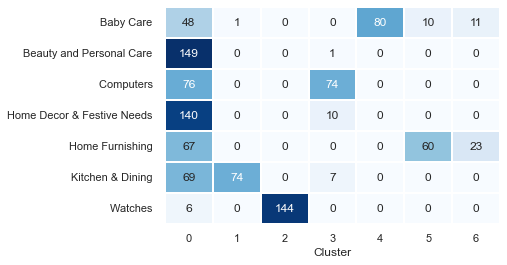 Baby Care 48 1 0 0 80 10 11
Beauty and Personal Care 149 0 0 1 0 0 0
Computers 76 0 0 74 0 0 0
Home Decor & Festive Needs 140 0 0 10 0 0 0
Home Furnishing 67 0 0 0 0 60 23
Kitchen & Dining 69 74 0 7 0 0 0
Watches 6 0 144 0 0 0 0
0 1 2 3 4 5 6
Cluster